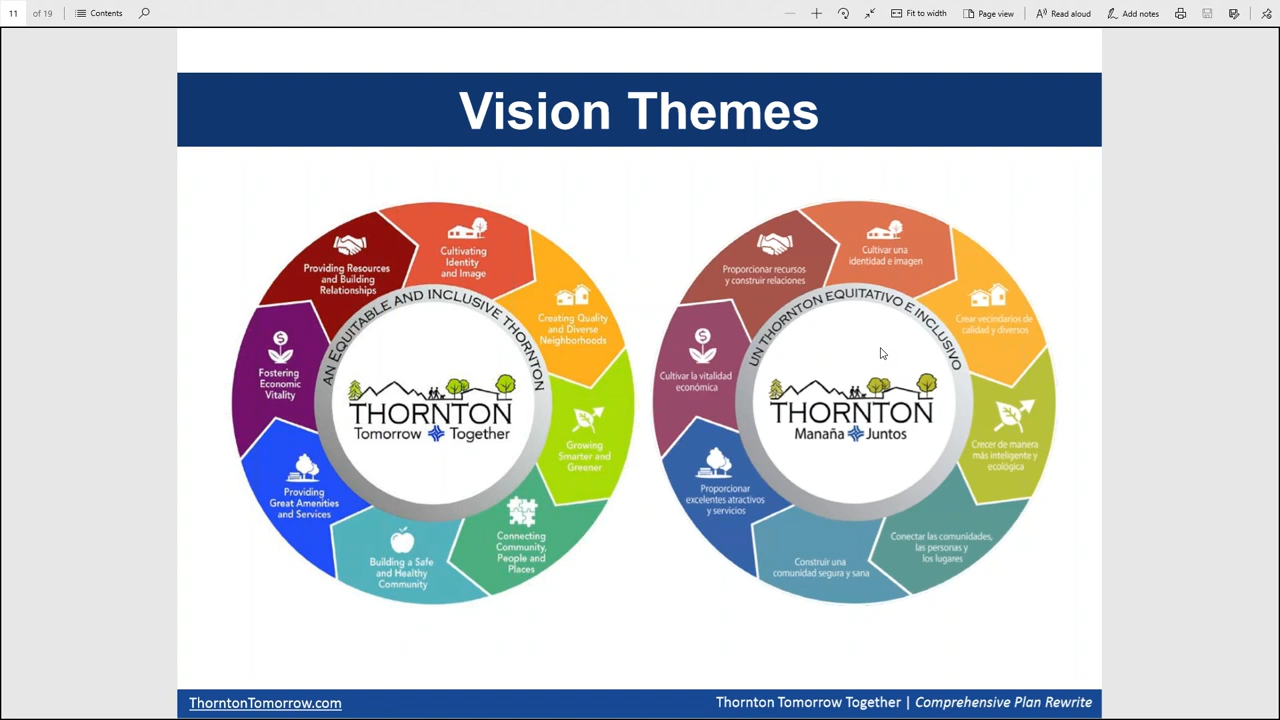 11 of 19
Contents
Fit to width
Page view
Read aloud
Add notes
Vision Themes
Cultivating
Identity
and Image
Creating Quality
and Diverse
Neighborhoods
Growing
Smarter and
Greener
Connecting
Community,
People and
Places
Building a Safe
and Healthy
Community
Providing
Great Amenities
and Services
Fostering
Economic
Vitality
Providing Resources
and Building
Relationships
AN EQUITABLE AND INCLUSIVE THORNTON
THORNTON
Tomorrow Together
Cultivar una
identidad e imagen
Crear vecindarios de
calidad y diversos
Crecer de manera
más inteligente y
ecológica
Conectar las comunidades,
las personas y
los lugares
Construir una
comunidad segura y sana
Proporcionar
excelentes atractivos
y servicios
Cultivar la vitalidad
económica
Proporcionar recursos
y construir relaciones
UN THORNTON EQUITATIVO E INCLUSIVO
THORNTON
Manaña Juntos
ThorntonTomorrow.com
Thornton Tomorrow Together | Comprehensive Plan Rewrite